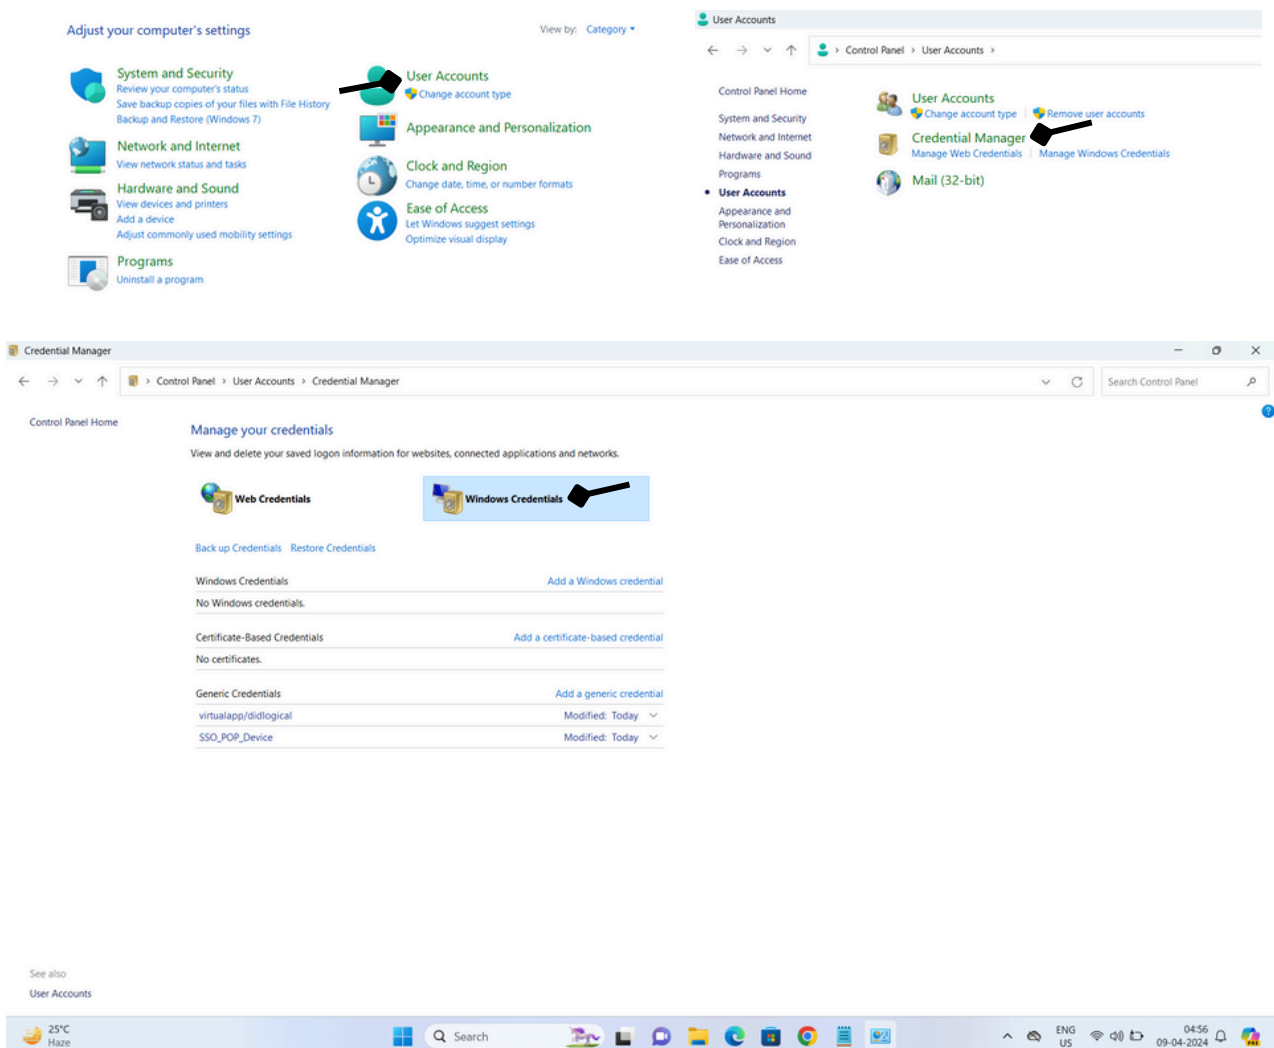 Adjust your computer's settings
View by: Category
System and Security
Review your computer's status
Save backup copies of your files with File History
Backup and Restore (Windows 7)
Network and Internet
View network status and tasks
Hardware and Sound
View devices and printers
Add a device
Adjust commonly used mobility settings
Programs
Uninstall a program
User Accounts
Change account type
Appearance and Personalization
Clock and Region
Change date, time, or number formats
Ease of Access
Let Windows suggest settings
Optimize visual display
User Accounts
Control Panel > User Accounts >
Control Panel Home
System and Security
Network and Internet
Hardware and Sound
Programs
User Accounts
Appearance and
Personalization
Clock and Region
Ease of Access
User Accounts
Change account type
Remove user accounts
Credential Manager
Manage Web Credentials
Manage Windows Credentials
Mail (32-bit)
Credential Manager
Control Panel > User Accounts > Credential Manager
Search Control Panel
Control Panel Home
Manage your credentials
View and delete your saved logon information for websites, connected applications and networks.
Web Credentials
Windows Credentials
Back up Credentials Restore Credentials
Windows Credentials Add a Windows credential
No Windows credentials.
Certificate-Based Credentials Add a certificate-based credential
No certificates.
Generic Credentials Add a generic credential
virtualapp/didlogical Modified: Today
SSO_POP_Device Modified: Today
See also
User Accounts
25°C
Haze
Search
ENG
US
04:56
09-04-2024
PRE